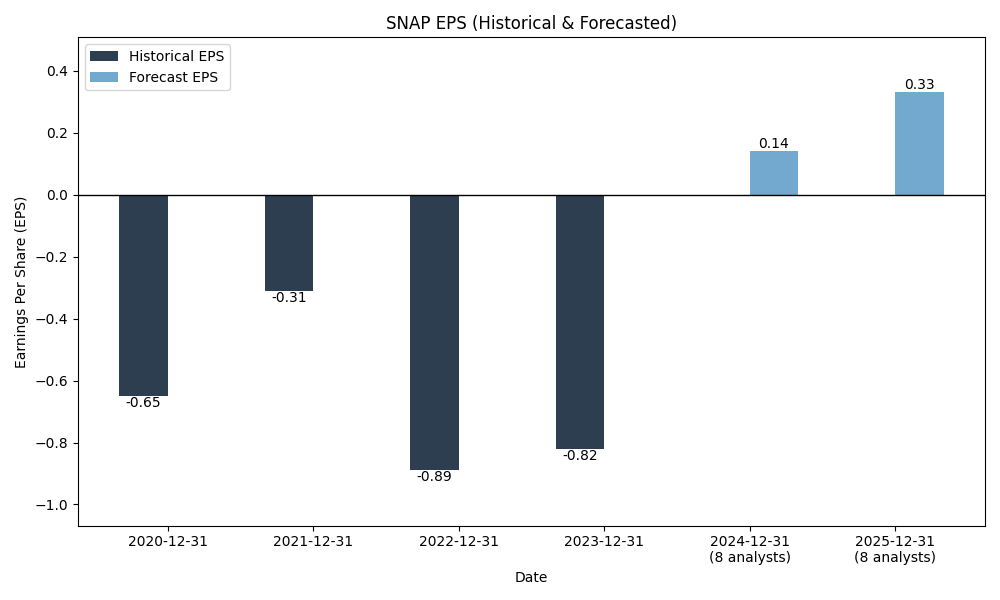 SNAP EPS (Historical & Forecasted)
Historical EPS
Forecast EPS
Earnings Per Share (EPS)
0.4
0.2
0.0
−0.2
−0.4
−0.6
−0.8
−1.0
-0.65
-0.31
-0.89
-0.82
0.14
0.33
2020-12-31
2021-12-31
2022-12-31
2023-12-31
2024-12-31
(8 analysts)
2025-12-31
(8 analysts)
Date